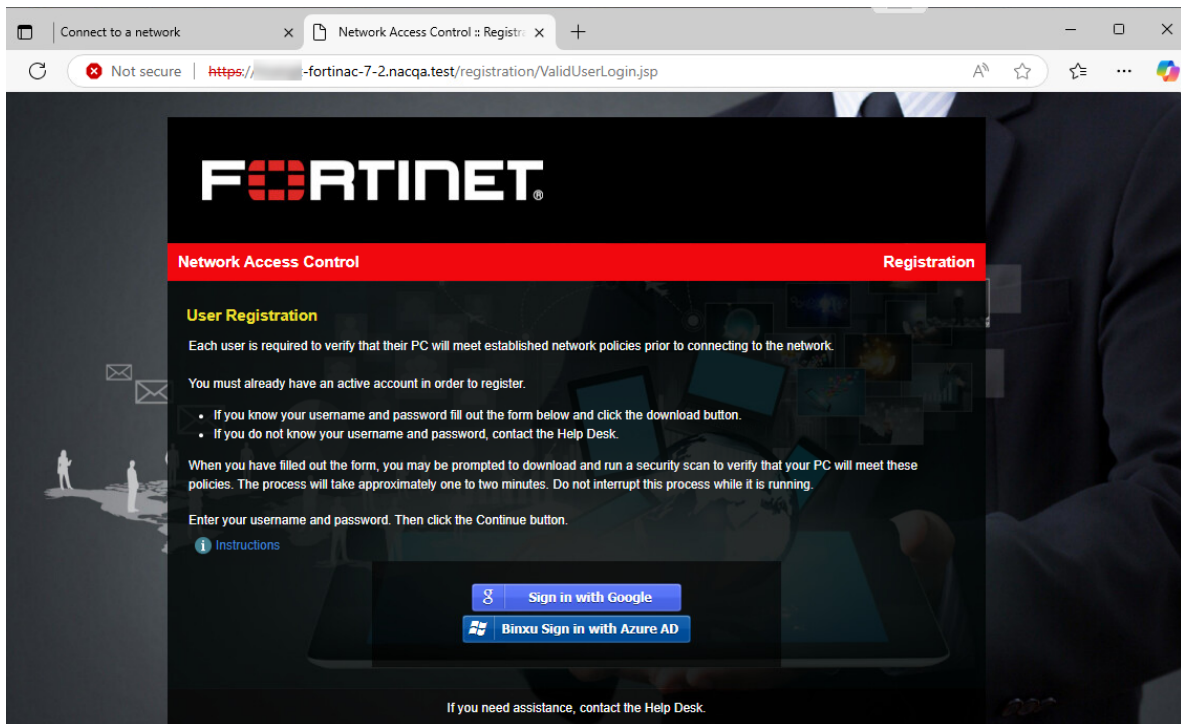 Connect to a network
Network Access Control :: Registra
Not secure https:// -fortinac-7-2.nacqa.test/registration/ValidUserLogin.jsp
FORTINET®
Network Access Control Registration
User Registration
Each user is required to verify that their PC will meet established network policies prior to connecting to the network.
You must already have an active account in order to register.
• If you know your username and password fill out the form below and click the download button.
• If you do not know your username and password, contact the Help Desk.
When you have filled out the form, you may be prompted to download and run a security scan to verify that your PC will meet these
policies. The process will take approximately one to two minutes. Do not interrupt this process while it is running.
Enter your username and password. Then click the Continue button.
Instructions
Sign in with Google
Binxu Sign in with Azure AD
If you need assistance, contact the Help Desk.